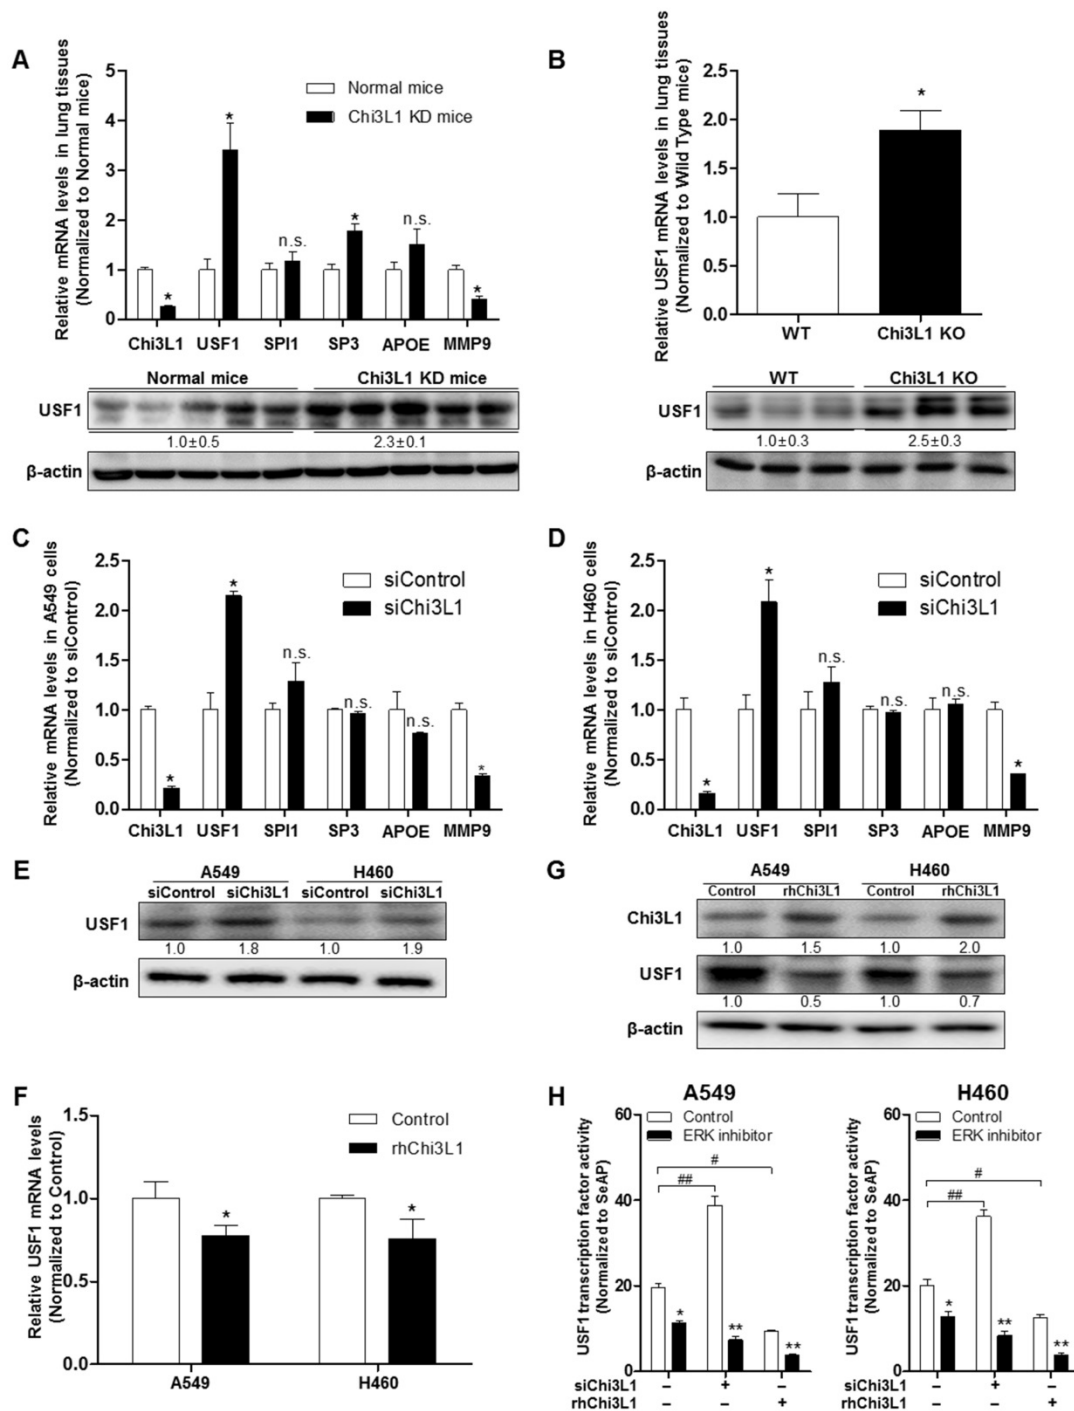 A
Relative mRNA levels in lung tissues
(Normalized to Normal mice)
5
4
3
2
1
0
Normal mice
Chi3L1 KD mice
*
*
n.s.
*
n.s.
*
Chi3L1 USF1 SPI1 SP3 APOE MMP9
Normal mice Chi3L1 KD mice
USF1
1.0±0.5 2.3±0.1
β-actin
B
Relative USF1 mRNA levels in lung tissues
(Normalized to Wild Type mice)
2.5
2.0
1.5
1.0
0.5
0.0
*
WT Chi3L1 KO
WT Chi3L1 KO
USF1
1.0±0.3 2.5±0.3
β-actin
C
Relative mRNA levels in A549 cells
(Normalized to siControl)
2.5
2.0
1.5
1.0
0.5
0.0
siControl
siChi3L1
*
*
n.s.
n.s.
n.s.
*
Chi3L1 USF1 SPI1 SP3 APOE MMP9
D
Relative mRNA levels in H460 cells
(Normalized to siControl)
2.5
2.0
1.5
1.0
0.5
0.0
siControl
siChi3L1
*
*
n.s.
n.s.
n.s.
*
Chi3L1 USF1 SPI1 SP3 APOE MMP9
E
A549 H460
siControl siChi3L1 siControl siChi3L1
USF1
1.0 1.8 1.0 1.9
β-actin
G
A549 H460
Control rhChi3L1 Control rhChi3L1
Chi3L1
1.0 1.5 1.0 2.0
USF1
1.0 0.5 1.0 0.7
β-actin
F
Relative USF1 mRNA levels
(Normalized to Control)
1.5
1.0
0.5
0.0
Control
rhChi3L1
*
*
A549 H460
H
A549
USF1 transcription factor activity
(Normalized to SeAP)
60
40
20
0
Control
ERK inhibitor
#
##
*
**
**
siChi3L1 – + –
rhChi3L1 – – +
H460
USF1 transcription factor activity
(Normalized to SeAP)
60
40
20
0
Control
ERK inhibitor
#
##
*
**
**
siChi3L1 – + –
rhChi3L1 – – +